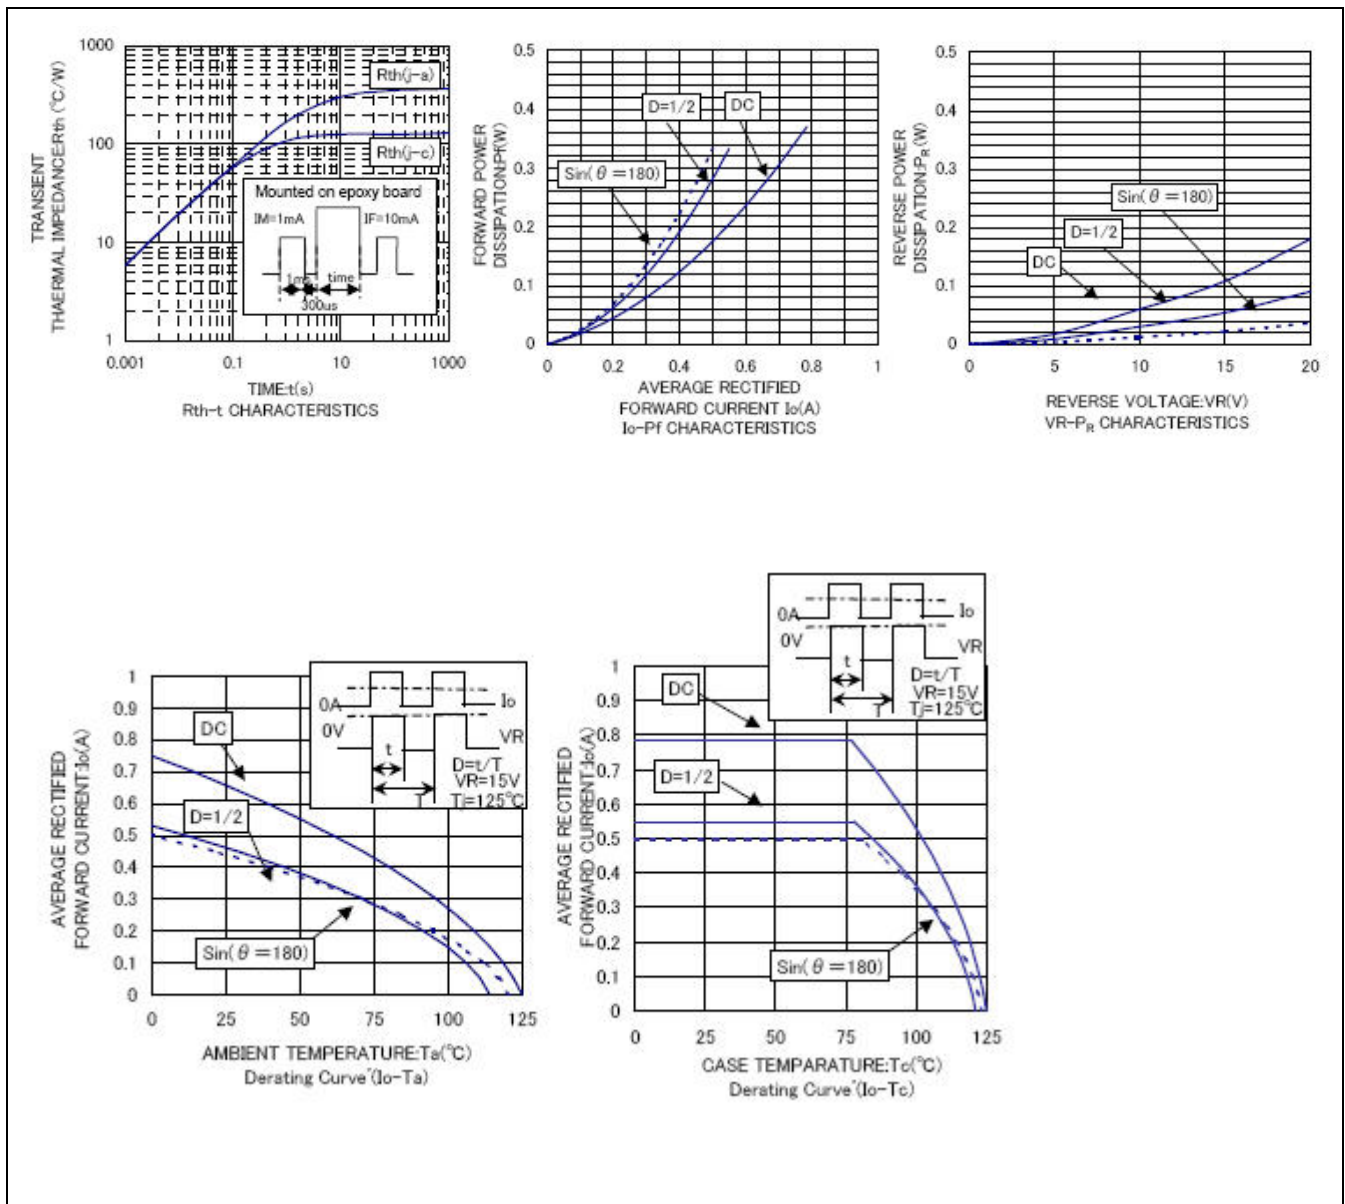 1000
100
10
1
TRANSIENT
THAERMAL IMPEDANCE:Rth (℃/W)
Rth(j-a)
Rth(j-c)
Mounted on epoxy board
IM=1mA
IF=10mA
1ms
time
300us
0.001
0.1
10
1000
TIME:t(s)
Rth-t CHARACTERISTICS
0.5
0.4
0.3
0.2
0.1
0
FORWARD POWER
DISSIPATION:Pf(W)
D=1/2
DC
Sin(θ=180)
0
0.2
0.4
0.6
0.8
1
AVERAGE RECTIFIED
FORWARD CURRENT Io(A)
Io-Pf CHARACTERISTICS
0.5
0.4
0.3
0.2
0.1
0
REVERSE POWER
DISSIPATION:PR(W)
Sin(θ=180)
D=1/2
DC
0
5
10
15
20
REVERSE VOLTAGE:VR(V)
VR-PR CHARACTERISTICS
1
0.9
0.8
0.7
0.6
0.5
0.4
0.3
0.2
0.1
0
AVERAGE RECTIFIED
FORWARD CURRENT:Io(A)
DC
D=1/2
Sin(θ=180)
0A
Io
0V
VR
t
T
D=t/T
VR=15V
Tj=125℃
0
25
50
75
100
125
AMBIENT TEMPERATURE:Ta(℃)
Derating Curve"(Io-Ta)
1
0.9
0.8
0.7
0.6
0.5
0.4
0.3
0.2
0.1
0
AVERAGE RECTIFIED
FORWARD CURRENT:Io(A)
DC
D=1/2
Sin(θ=180)
0A
Io
0V
VR
t
T
D=t/T
VR=15V
Tj=125℃
0
25
50
75
100
125
CASE TEMPARATURE:Tc(℃)
Derating Curve"(Io-Tc)